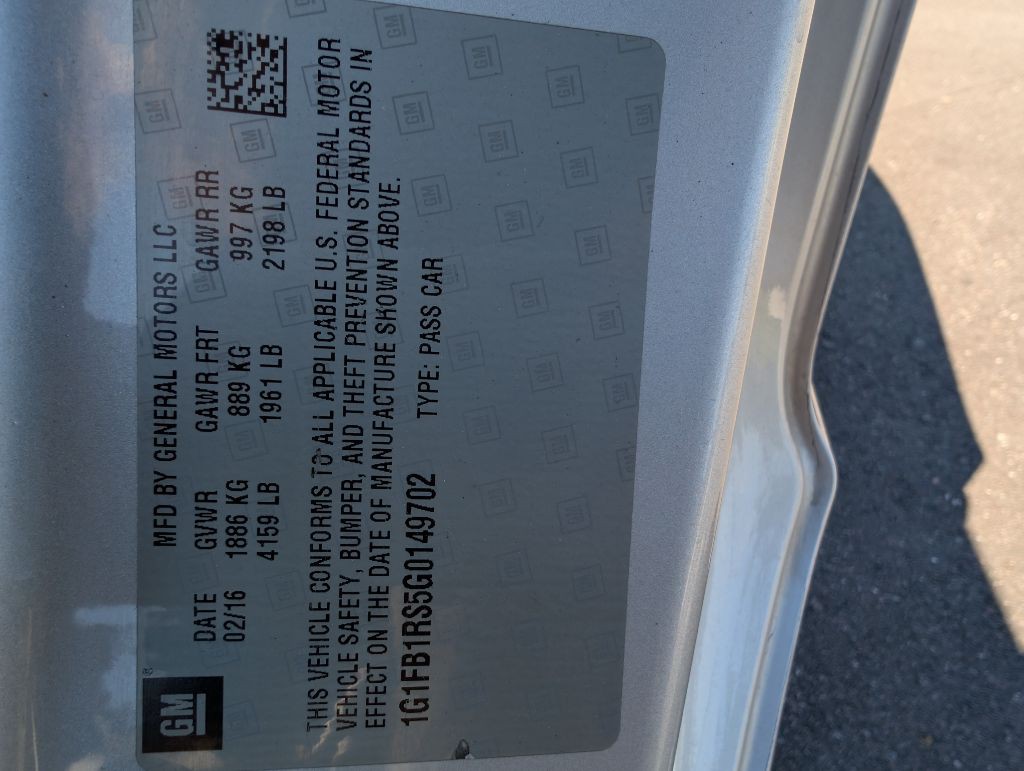 GM
MFD BY GENERAL MOTORS LLC
DATE GVWR GAWR FRT GAWR RR
02/16 1886 KG 889 KG 997 KG
4159 LB 1961 LB 2198 LB
THIS VEHICLE CONFORMS TO ALL APPLICABLE U.S. FEDERAL MOTOR
VEHICLE SAFETY, BUMPER, AND THEFT PREVENTION STANDARDS IN
EFFECT ON THE DATE OF MANUFACTURE SHOWN ABOVE.
1G1FB1RS5G0149702 TYPE: PASS CAR